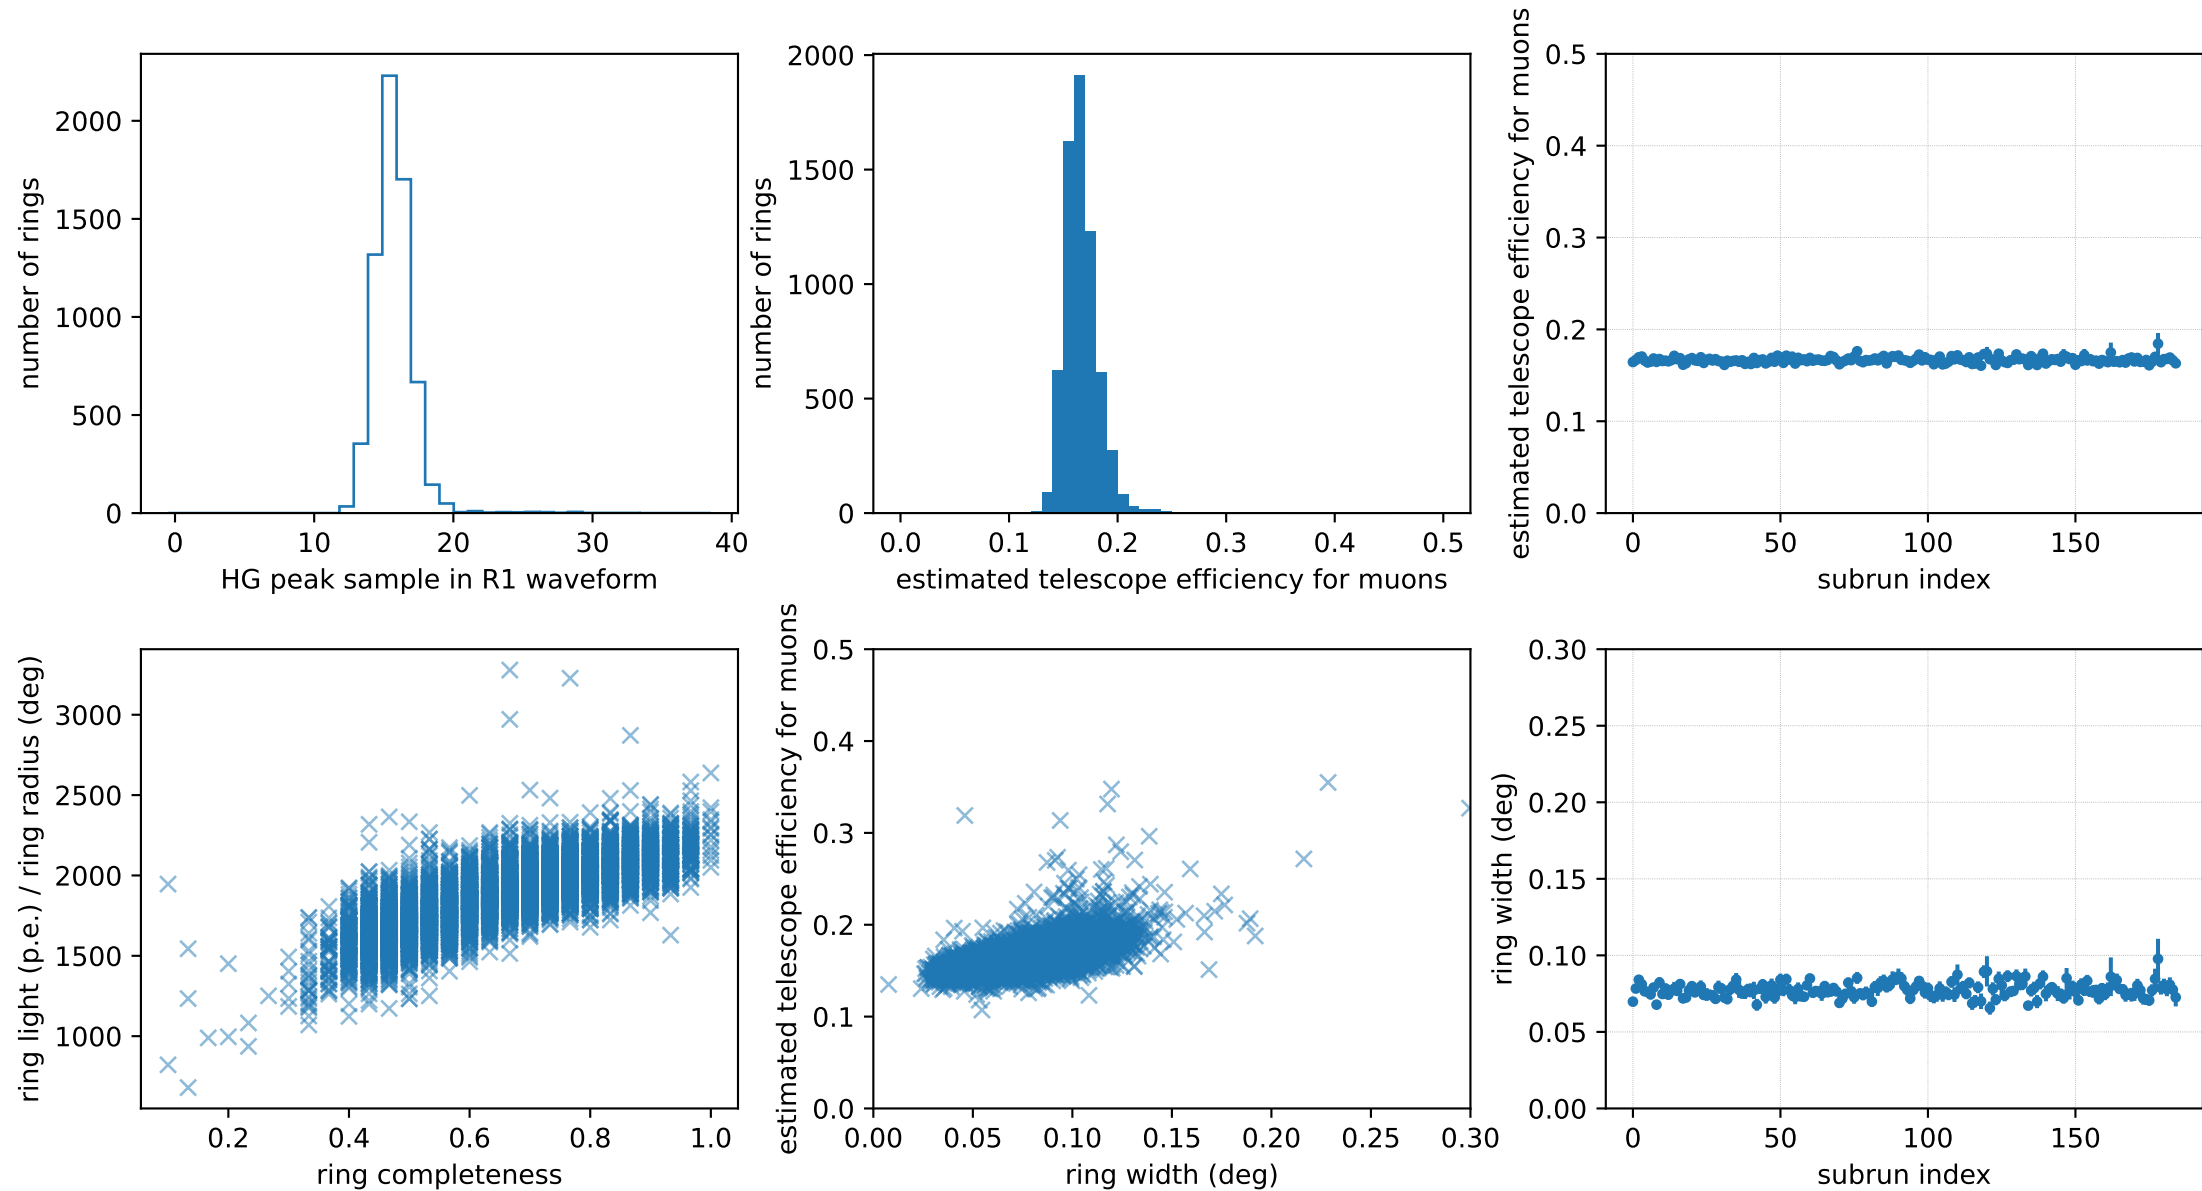 number of rings
2000
1500
1000
500
0
0 10 20 30 40
HG peak sample in R1 waveform
number of rings
2000
1500
1000
500
0
0.0 0.1 0.2 0.3 0.4 0.5
estimated telescope efficiency for muons
estimated telescope efficiency for muons
0.5
0.4
0.3
0.2
0.1
0.0
0 50 100 150
subrun index
ring light (p.e.) / ring radius (deg)
3000
2500
2000
1500
1000
0.2 0.4 0.6 0.8 1.0
ring completeness
estimated telescope efficiency for muons
0.5
0.4
0.3
0.2
0.1
0.0
0.00 0.05 0.10 0.15 0.20 0.25 0.30
ring width (deg)
ring width (deg)
0.30
0.25
0.20
0.15
0.10
0.05
0.00
0 50 100 150
subrun index